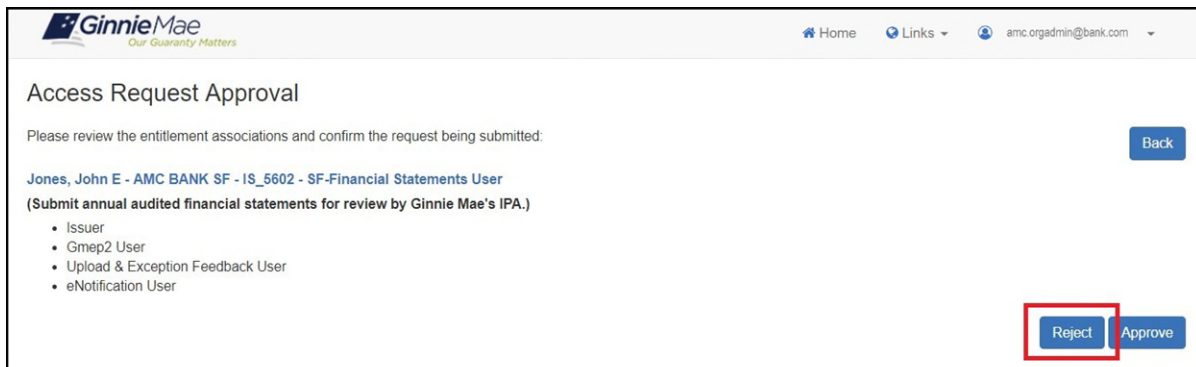 GinnieMae
Our Guaranty Matters
Home Links amc.orgadmin@bank.com
Access Request Approval
Please review the entitlement associations and confirm the request being submitted:
Back
Jones, John E - AMC BANK SF - IS_5602 - SF-Financial Statements User
(Submit annual audited financial statements for review by Ginnie Mae's IPA.)
• Issuer
• Gmep2 User
• Upload & Exception Feedback User
• eNotification User
Reject Approve